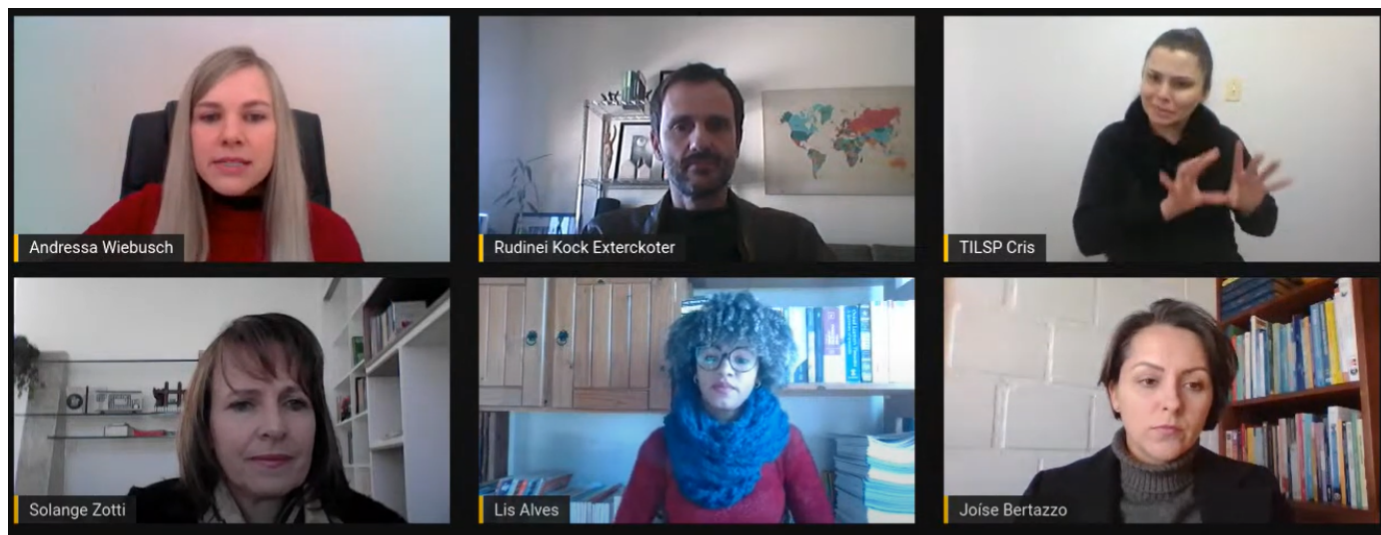 Andressa Wiebusch
Rudinei Kock Exterckoter
TILSP Cris
Solange Zotti
Lis Alves
Joíse Bertazzo